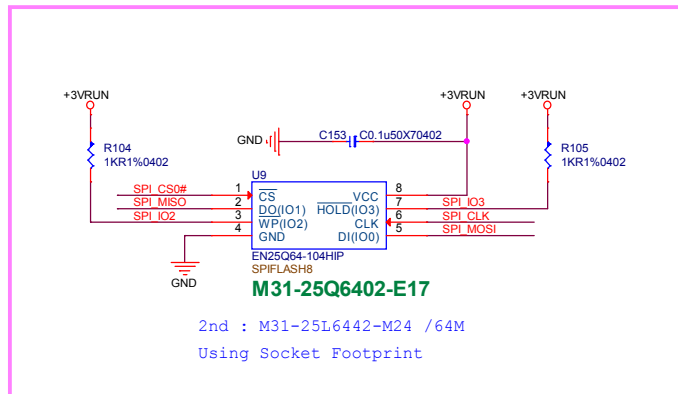 +3VRUN
+3VRUN
+3VRUN
GND
C153
C0.1u50X70402
R104
1KR1%0402
R105
1KR1%0402
U9
SPI_CS0#
1
CS
VCC
8
SPI_MISO
2
DO(IO1)
HOLD(IO3)
7
SPI_IO3
SPI_IO2
3
WP(IO2)
CLK
6
SPI_CLK
4
GND
DI(IO0)
5
SPI_MOSI
GND
EN25Q64-104HIP
SPIFLASH8
M31-25Q6402-E17
2nd : M31-25L6442-M24 /64M
Using Socket Footprint